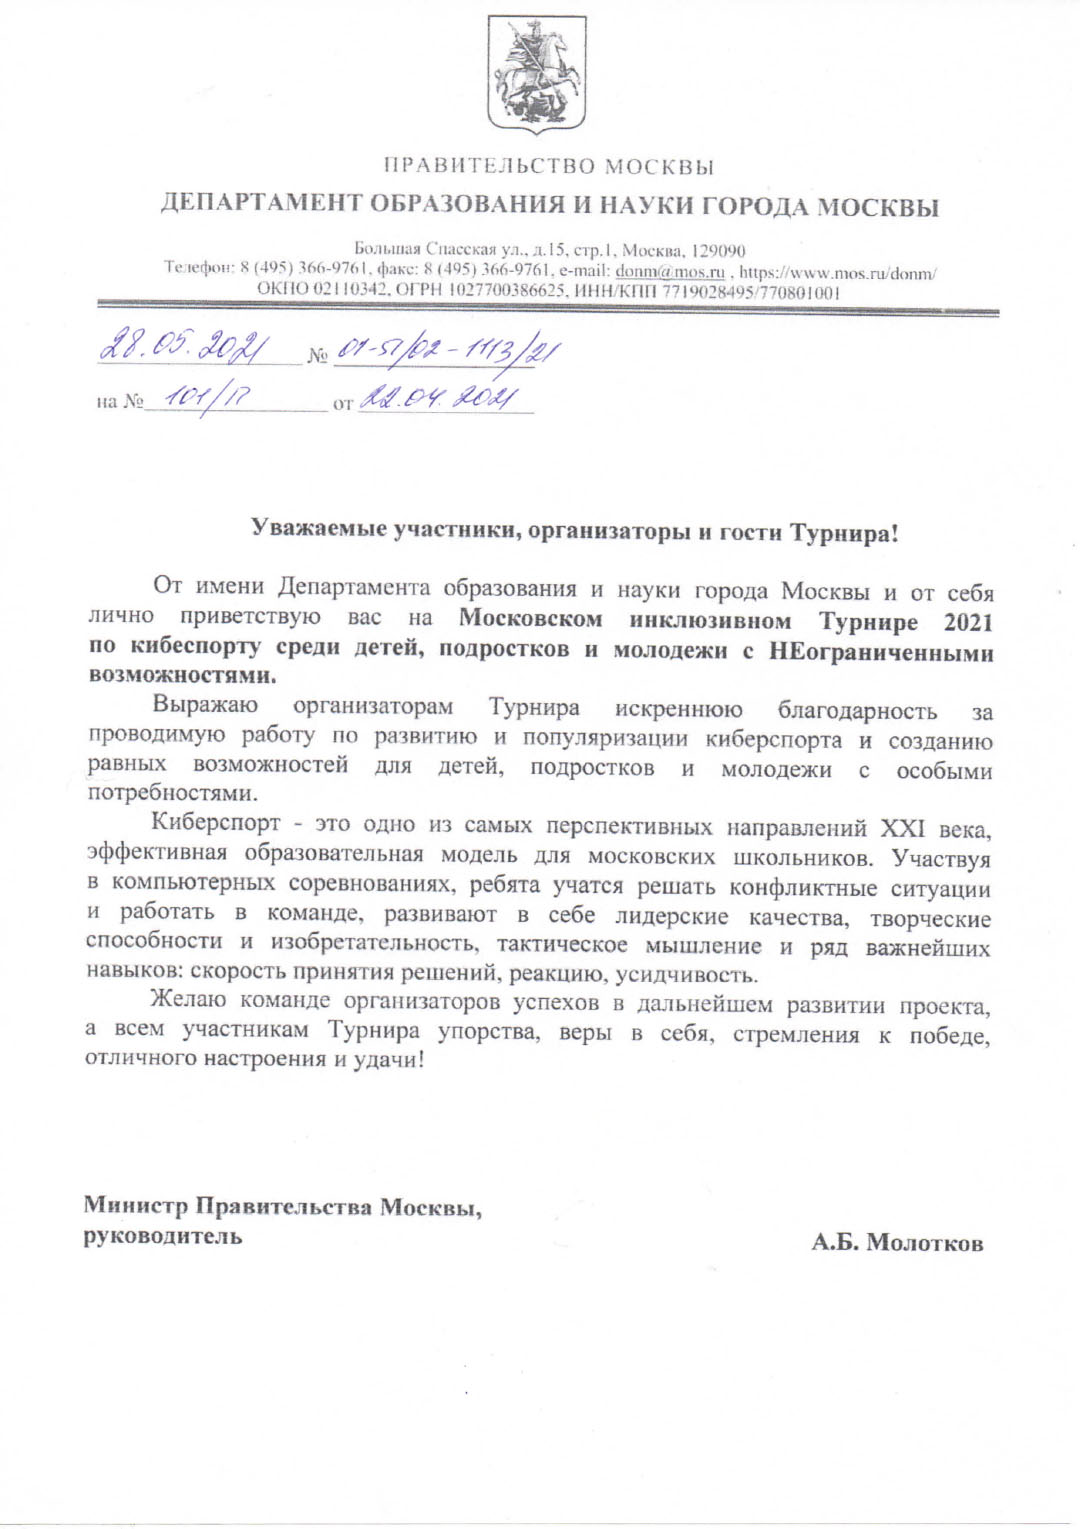 ПРАВИТЕЛЬСТВО МОСКВЫ
ДЕПАРТАМЕНТ ОБРАЗОВАНИЯ И НАУКИ ГОРОДА МОСКВЫ
Большая Спасская ул., д.15, стр.1, Москва, 129090
Телефон: 8 (495) 366-9761, факс: 8 (495) 366-9761, e-mail: donm@mos.ru , https://www.mos.ru/donm/
ОКПО 02110342, ОГРН 1027700386625, ИНН/КПП 7719028495/770801001
28.05.2021 № 01-51/02-1113/21
на № 101/П от 22.04.2021
Уважаемые участники, организаторы и гости Турнира!
От имени Департамента образования и науки города Москвы и от себя
лично приветствую вас на Московском инклюзивном Турнире 2021
по кибеспорту среди детей, подростков и молодежи с НЕограниченными
возможностями.
Выражаю организаторам Турнира искреннюю благодарность за
проводимую работу по развитию и популяризации киберспорта и созданию
равных возможностей для детей, подростков и молодежи с особыми
потребностями.
Киберспорт - это одно из самых перспективных направлений XXI века,
эффективная образовательная модель для московских школьников. Участвуя
в компьютерных соревнованиях, ребята учатся решать конфликтные ситуации
и работать в команде, развивают в себе лидерские качества, творческие
способности и изобретательность, тактическое мышление и ряд важнейших
навыков: скорость принятия решений, реакцию, усидчивость.
Желаю команде организаторов успехов в дальнейшем развитии проекта,
а всем участникам Турнира упорства, веры в себя, стремления к победе,
отличного настроения и удачи!
Министр Правительства Москвы,
руководитель
А.Б. Молотков